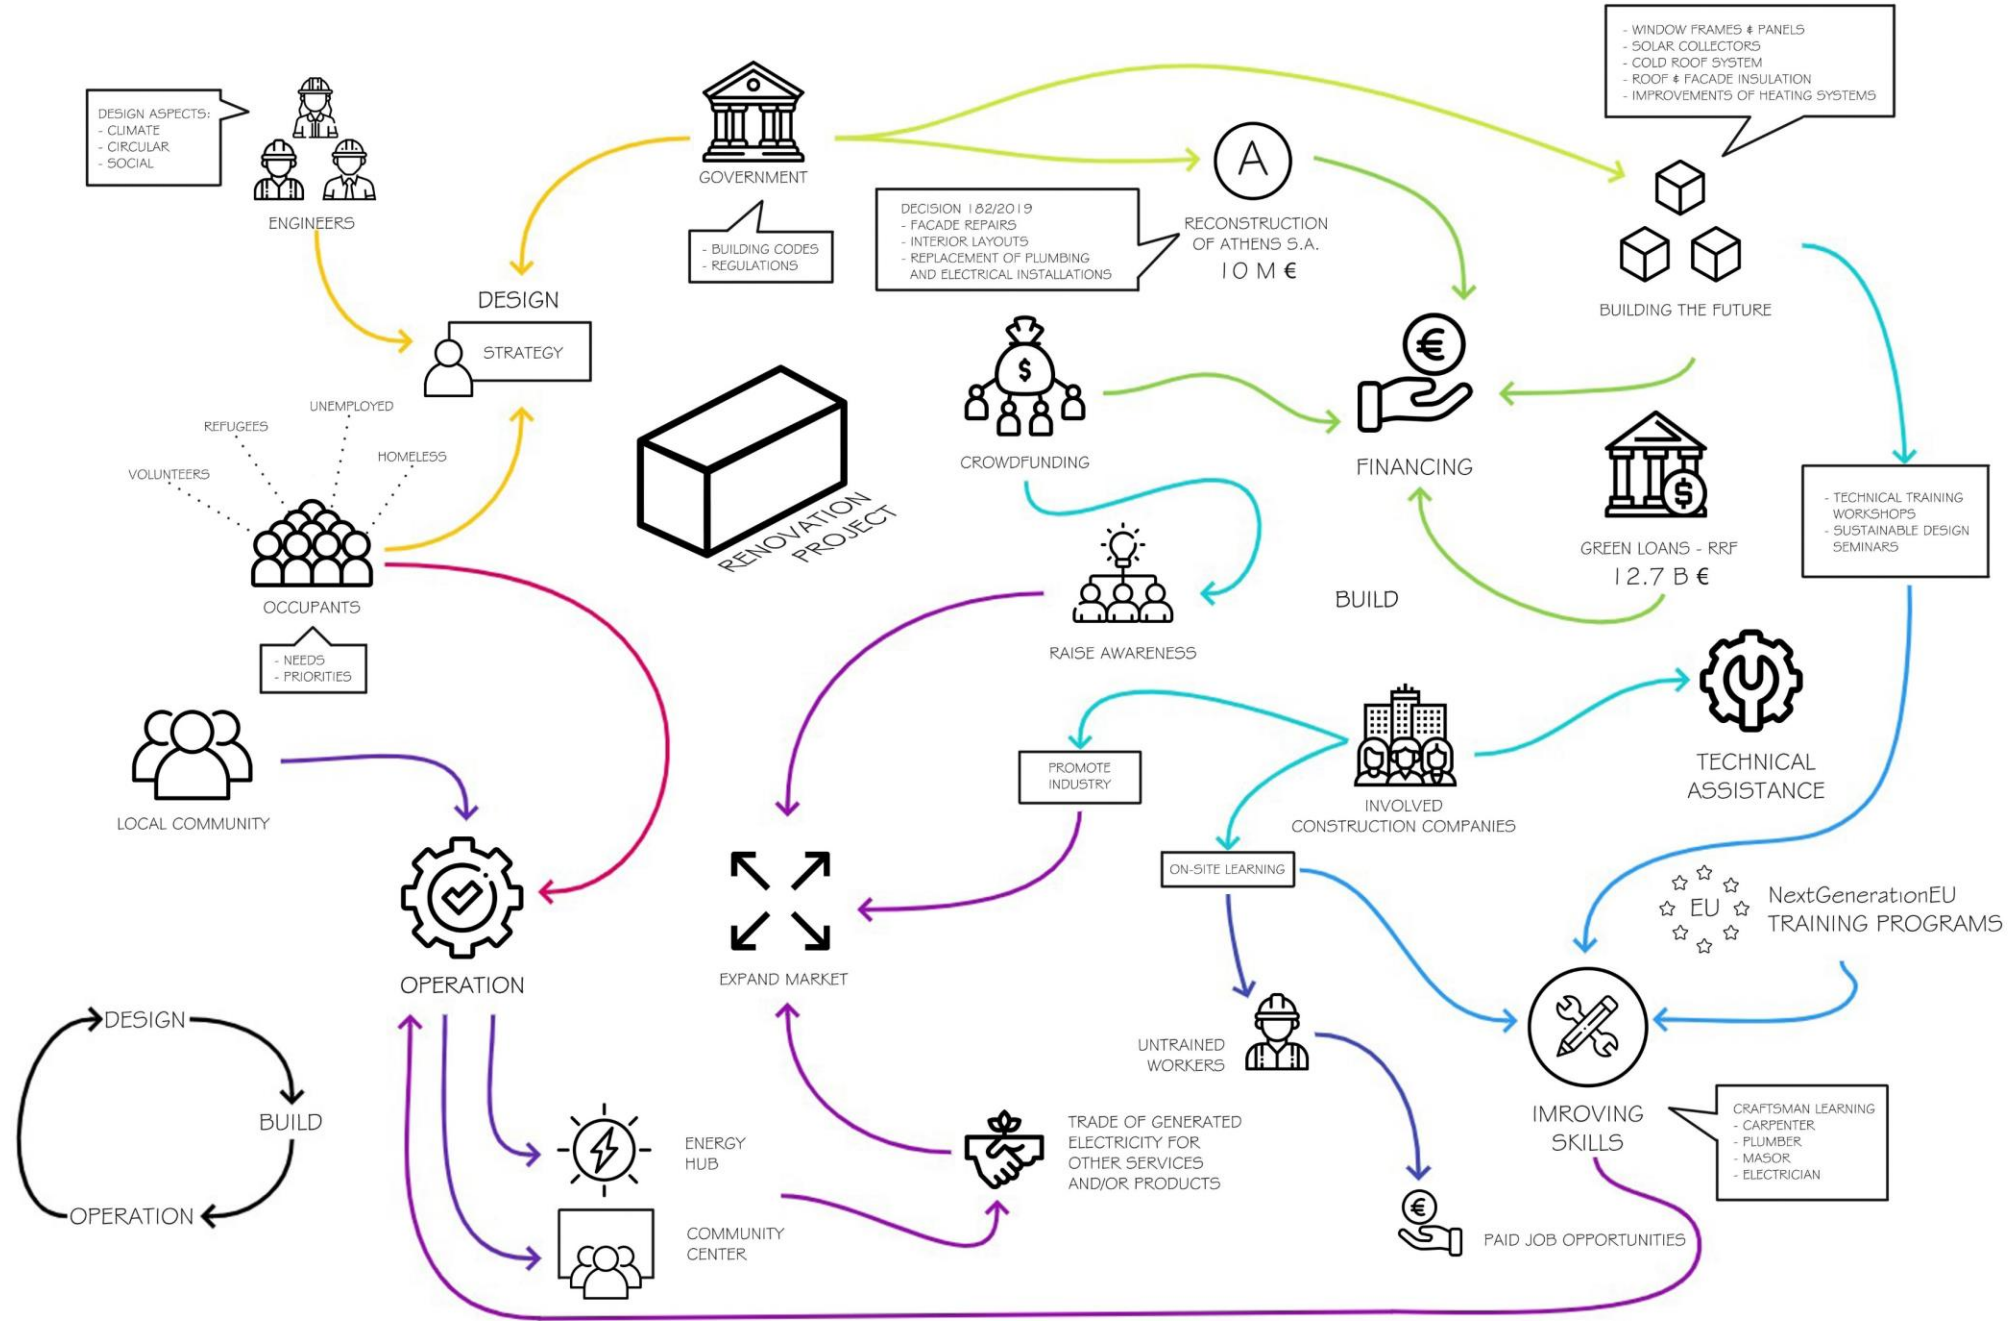 - WINDOW FRAMES & PANELS
- SOLAR COLLECTORS
- COLD ROOF SYSTEM
- ROOF & FACADE INSULATION
- IMPROVEMENTS OF HEATING SYSTEMS
DESIGN ASPECTS:
- CLIMATE
- CIRCULAR
- SOCIAL
ENGINEERS
GOVERNMENT
- BUILDING CODES
- REGULATIONS
DECISION 182/2019
- FACADE REPAIRS
- INTERIOR LAYOUTS
- REPLACEMENT OF PLUMBING
AND ELECTRICAL INSTALLATIONS
A
RECONSTRUCTION
OF ATHENS S.A.
10 M €
BUILDING THE FUTURE
DESIGN
STRATEGY
UNEMPLOYED
REFUGEES
HOMELESS
VOLUNTEERS
OCCUPANTS
- NEEDS
- PRIORITIES
RENOVATION
PROJECT
$
CROWDFUNDING
€
FINANCING
$
GREEN LOANS - RRF
12.7 B €
- TECHNICAL TRAINING
WORKSHOPS
- SUSTAINABLE DESIGN
SEMINARS
RAISE AWARENESS
BUILD
LOCAL COMMUNITY
PROMOTE
INDUSTRY
INVOLVED
CONSTRUCTION COMPANIES
TECHNICAL
ASSISTANCE
ON-SITE LEARNING
EU
NextGenerationEU
TRAINING PROGRAMS
OPERATION
EXPAND MARKET
DESIGN
BUILD
OPERATION
UNTRAINED
WORKERS
IMROVING
SKILLS
CRAFTSMAN LEARNING
- CARPENTER
- PLUMBER
- MASOR
- ELECTRICIAN
ENERGY
HUB
TRADE OF GENERATED
ELECTRICITY FOR
OTHER SERVICES
AND/OR PRODUCTS
COMMUNITY
CENTER
€
PAID JOB OPPORTUNITIES